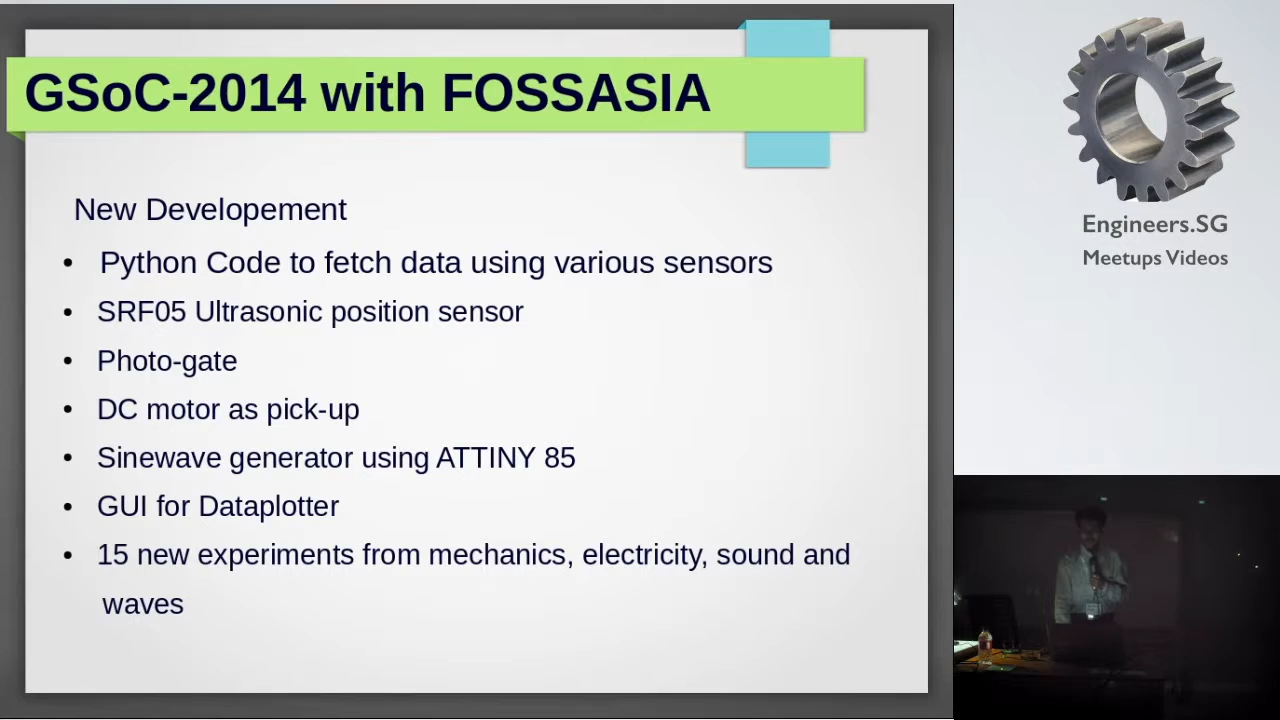 GSoC-2014 with FOSSASIA
New Developement
• Python Code to fetch data using various sensors
• SRF05 Ultrasonic position sensor
• Photo-gate
• DC motor as pick-up
• Sinewave generator using ATTINY 85
• GUI for Dataplotter
• 15 new experiments from mechanics, electricity, sound and
waves
Engineers.SG
Meetups Videos